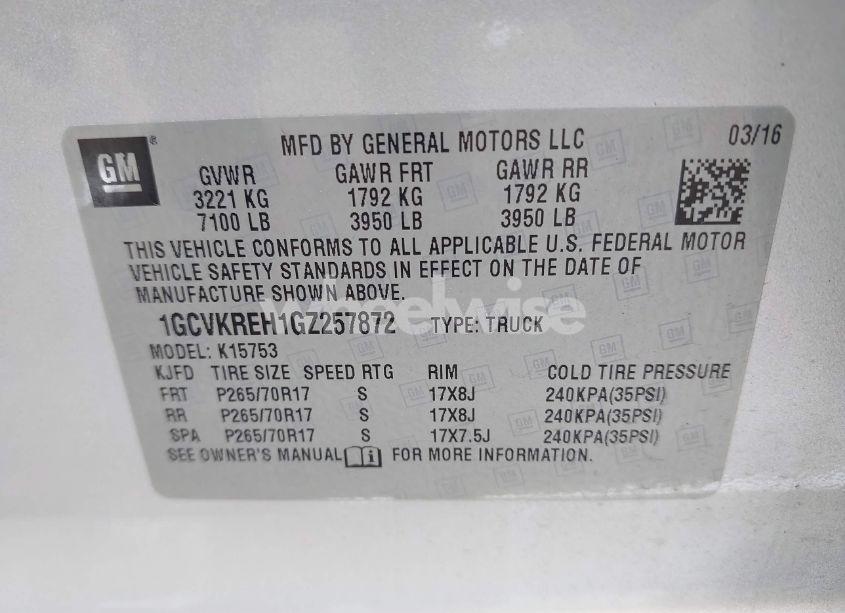 GM
MFD BY GENERAL MOTORS LLC 03/16
GVWR GAWR FRT GAWR RR
3221 KG 1792 KG 1792 KG
7100 LB 3950 LB 3950 LB
THIS VEHICLE CONFORMS TO ALL APPLICABLE U.S. FEDERAL MOTOR
VEHICLE SAFETY STANDARDS IN EFFECT ON THE DATE OF
MANUFACTURE SHOWN ABOVE.
wheelwise
1GCVKREH1GZ257872 TYPE: TRUCK
MODEL: K15753
KJFD TIRE SIZE SPEED RTG RIM COLD TIRE PRESSURE
FRT P265/70R17 S 17X8J 240KPA(35PSI)
RR P265/70R17 S 17X8J 240KPA(35PSI)
SPA P265/70R17 S 17X7.5J 240KPA(35PSI)
SEE OWNER'S MANUAL FOR MORE INFORMATION.